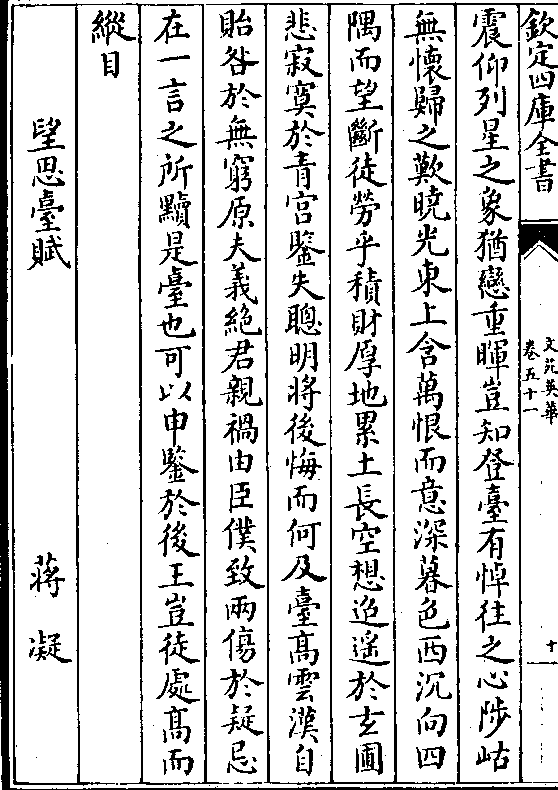 欽定四庫全書
文苑英華
卷五十一
十
震仰列星之象猶戀重暉豈知登臺有悼往之心陟岵
無懷歸之歎曉光東上含萬恨而意深暮色西沉向四
隅而望斷徒勞乎積財厚地累土長空想迢遥於玄圃
悲寂寞於青宫鑒失聰明将後悔而何及臺髙雲漢自
貽咎於無窮原夫義絶君親禍由臣僕致兩傷於疑忌
在一言之所黷是臺也可以申鑒於後王豈徒處髙而
縱目
望思臺賦 蔣凝